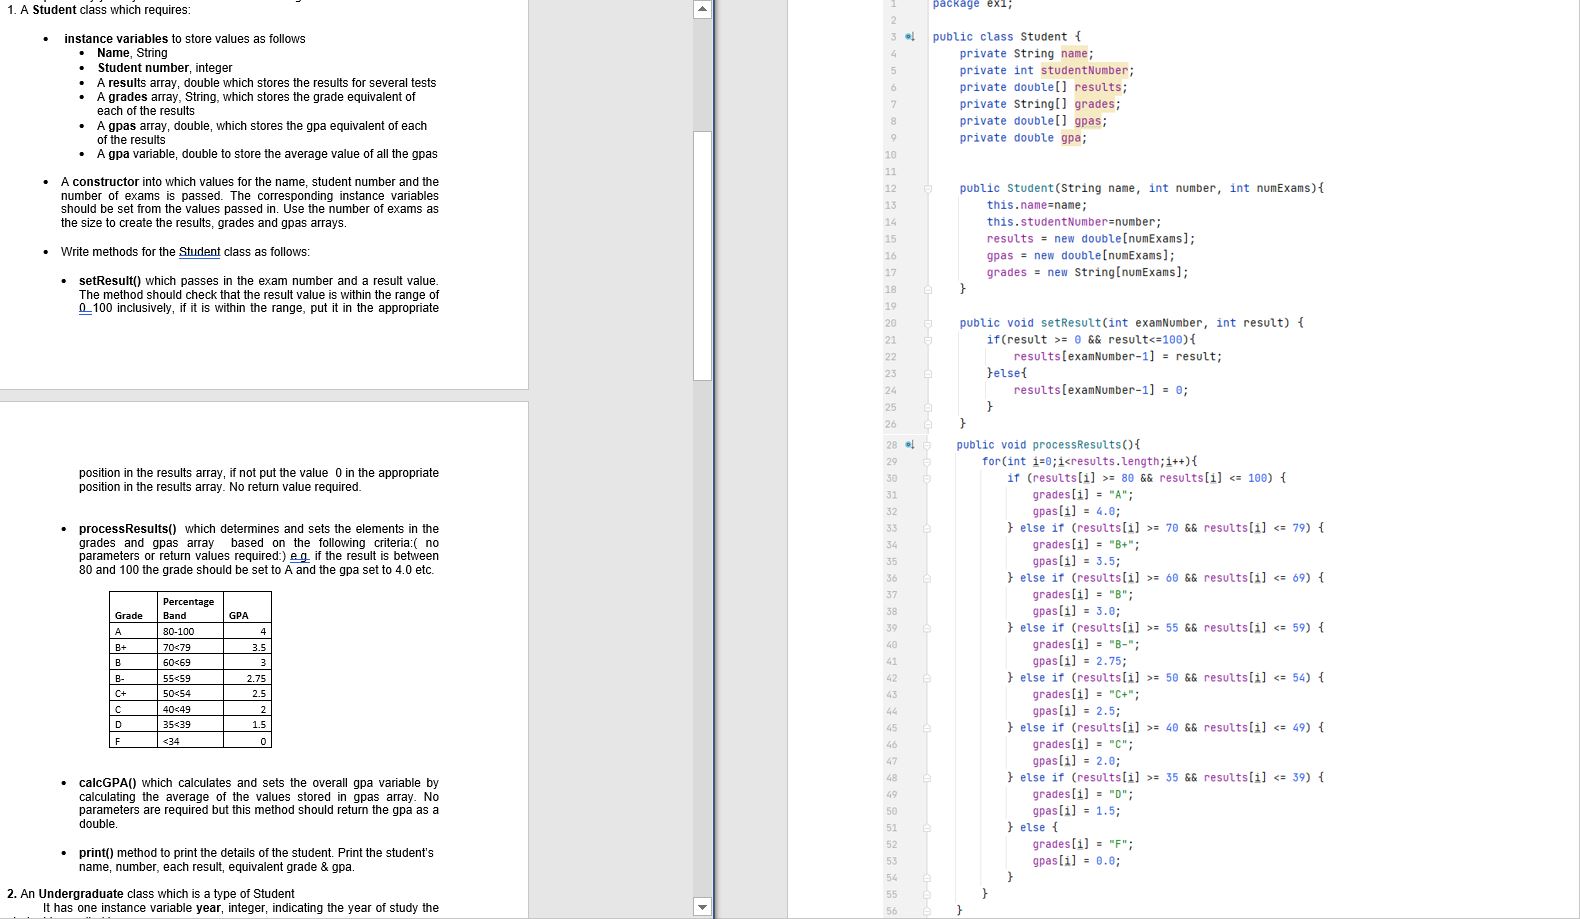 1. A Student class which requires:
• instance variables to store values as follows
• Name, String
• Student number, integer
• A results array, double which stores the results for several tests
• A grades array, String, which stores the grade equivalent of
each of the results
• A gpas array, double, which stores the gpa equivalent of each
of the results
• A gpa variable, double to store the average value of all the gpas
• A constructor into which values for the name, student number and the
number of exams is passed. The corresponding instance variables
should be set from the values passed in. Use the number of exams as
the size to create the results, grades and gpas arrays.
• Write methods for the Student class as follows:
• setResult() which passes in the exam number and a result value.
The method should check that the result value is within the range of
0 100 inclusively, if it is within the range, put it in the appropriate
position in the results array, if not put the value 0 in the appropriate
position in the results array. No return value required.
• processResults() which determines and sets the elements in the
grades and gpas array based on the following criteria:( no
parameters or return values required:) e.g. if the result is between
80 and 100 the grade should be set to A and the gpa set to 4.0 etc.
Percentage
Grade Band GPA
A 80-100 4
B+ 70<79 3.5
B 60<69 3
B- 55<59 2.75
C+ 50<54 2.5
C 40<49 2
D 35<39 1.5
F <34 0
• calcGPA() which calculates and sets the overall gpa variable by
calculating the average of the values stored in gpas array. No
parameters are required but this method should return the gpa as a
double.
• print() method to print the details of the student. Print the student's
name, number, each result, equivalent grade & gpa.
2. An Undergraduate class which is a type of Student
It has one instance variable year, integer, indicating the year of study the
1 package ex1;
2
3 public class Student {
4 private String name;
5 private int studentNumber;
6 private double[] results;
7 private String[] grades;
8 private double[] gpas;
9 private double gpa;
10
11
12 public Student(String name, int number, int numExams){
13 this.name=name;
14 this.studentNumber=number;
15 results = new double[numExams];
16 gpas = new double[numExams];
17 grades = new String[numExams];
18 }
19
20 public void setResult(int examNumber, int result) {
21 if(result >= 0 && result<=100){
22 results[examNumber-1] = result;
23 }else{
24 results[examNumber-1] = 0;
25 }
26 }
28 public void processResults(){
29 for(int i=0;i<results.length;i++){
30 if (results[i] >= 80 && results[i] <= 100) {
31 grades[i] = "A";
32 gpas[i] = 4.0;
33 } else if (results[i] >= 70 && results[i] <= 79) {
34 grades[i] = "B+";
35 gpas[i] = 3.5;
36 } else if (results[i] >= 60 && results[i] <= 69) {
37 grades[i] = "B";
38 gpas[i] = 3.0;
39 } else if (results[i] >= 55 && results[i] <= 59) {
40 grades[i] = "B-";
41 gpas[i] = 2.75;
42 } else if (results[i] >= 50 && results[i] <= 54) {
43 grades[i] = "C+";
44 gpas[i] = 2.5;
45 } else if (results[i] >= 40 && results[i] <= 49) {
46 grades[i] = "C";
47 gpas[i] = 2.0;
48 } else if (results[i] >= 35 && results[i] <= 39) {
49 grades[i] = "D";
50 gpas[i] = 1.5;
51 } else {
52 grades[i] = "F";
53 gpas[i] = 0.0;
54 }
55 }
56 }